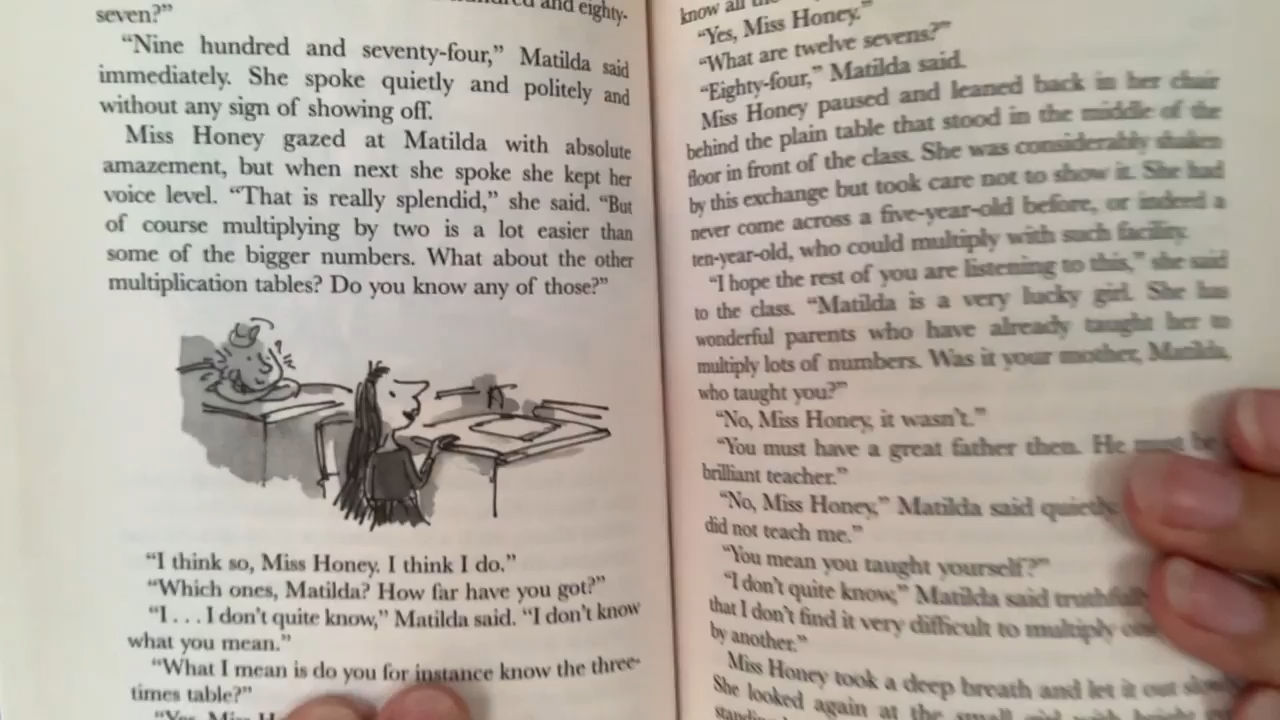 and eighty-
seven?”
“Nine hundred and seventy-four,” Matilda said
immediately. She spoke quietly and politely and
without any sign of showing off.
Miss Honey gazed at Matilda with absolute
amazement, but when next she spoke she kept her
voice level. “That is really splendid,” she said. “But
of course multiplying by two is a lot easier than
some of the bigger numbers. What about the other
multiplication tables? Do you know any of those?”
“I think so, Miss Honey. I think I do.”
“Which ones, Matilda? How far have you got?”
“I . . . I don’t quite know,” Matilda said. “I don’t know
what you mean.”
“What I mean is do you for instance know the three-
times table?”
“Yes, Miss
know all the
“Yes, Miss Honey.”
“What are twelve sevens?”
“Eighty-four,” Matilda said.
Miss Honey paused and leaned back in her chair
behind the plain table that stood in the middle of the
floor in front of the class. She was considerably shaken
by this exchange but took care not to show it. She had
never come across a five-year-old before, or indeed a
ten-year-old, who could multiply with such facility.
“I hope the rest of you are listening to this,” she said
to the class. “Matilda is a very lucky girl. She has
wonderful parents who have already taught her to
multiply lots of numbers. Was it your mother, Matilda,
who taught you?”
“No, Miss Honey, it wasn’t.”
“You must have a great father then. He must be
brilliant teacher.”
“No, Miss Honey,” Matilda said quietly.
did not teach me.”
“You mean you taught yourself?”
“I don’t quite know,” Matilda said truthfully
that I don’t find it very difficult to multiply
by another.”
Miss Honey took a deep breath and let it out
She looked again at the small girl with bright